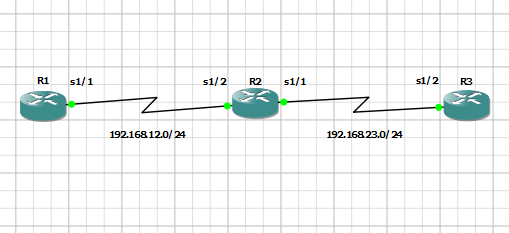 R1 s1/1 s1/2 R2 s1/1 s1/2 R3
192.168.12.0/24 192.168.23.0/24